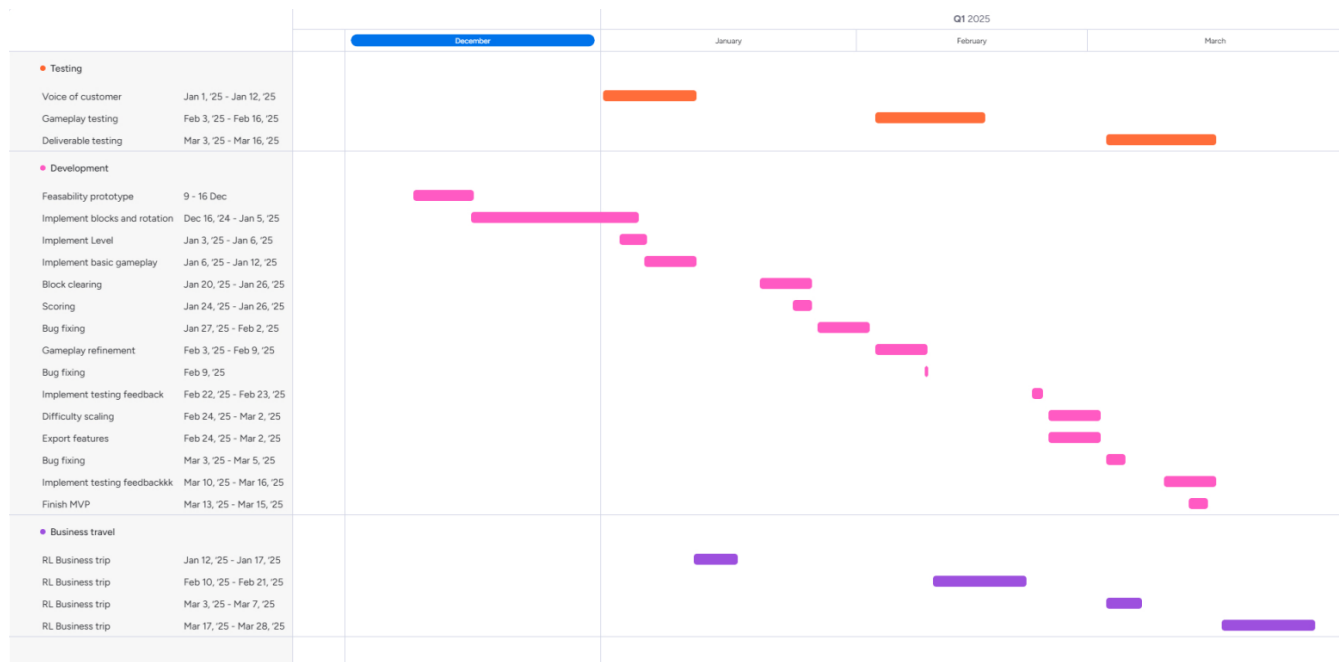 Q1 2025
December January February March
Testing
Voice of customer Jan 1, '25 - Jan 12, '25
Gameplay testing Feb 3, '25 - Feb 16, '25
Deliverable testing Mar 3, '25 - Mar 16, '25
Development
Feasability prototype 9 - 16 Dec
Implement blocks and rotation Dec 16, '24 - Jan 5, '25
Implement Level Jan 3, '25 - Jan 6, '25
Implement basic gameplay Jan 6, '25 - Jan 12, '25
Block clearing Jan 20, '25 - Jan 26, '25
Scoring Jan 24, '25 - Jan 26, '25
Bug fixing Jan 27, '25 - Feb 2, '25
Gameplay refinement Feb 3, '25 - Feb 9, '25
Bug fixing Feb 9, '25
Implement testing feedback Feb 22, '25 - Feb 23, '25
Difficulty scaling Feb 24, '25 - Mar 2, '25
Export features Feb 24, '25 - Mar 2, '25
Bug fixing Mar 3, '25 - Mar 5, '25
Implement testing feedbackkk Mar 10, '25 - Mar 16, '25
Finish MVP Mar 13, '25 - Mar 15, '25
Business travel
RL Business trip Jan 12, '25 - Jan 17, '25
RL Business trip Feb 10, '25 - Feb 21, '25
RL Business trip Mar 3, '25 - Mar 7, '25
RL Business trip Mar 17, '25 - Mar 28, '25